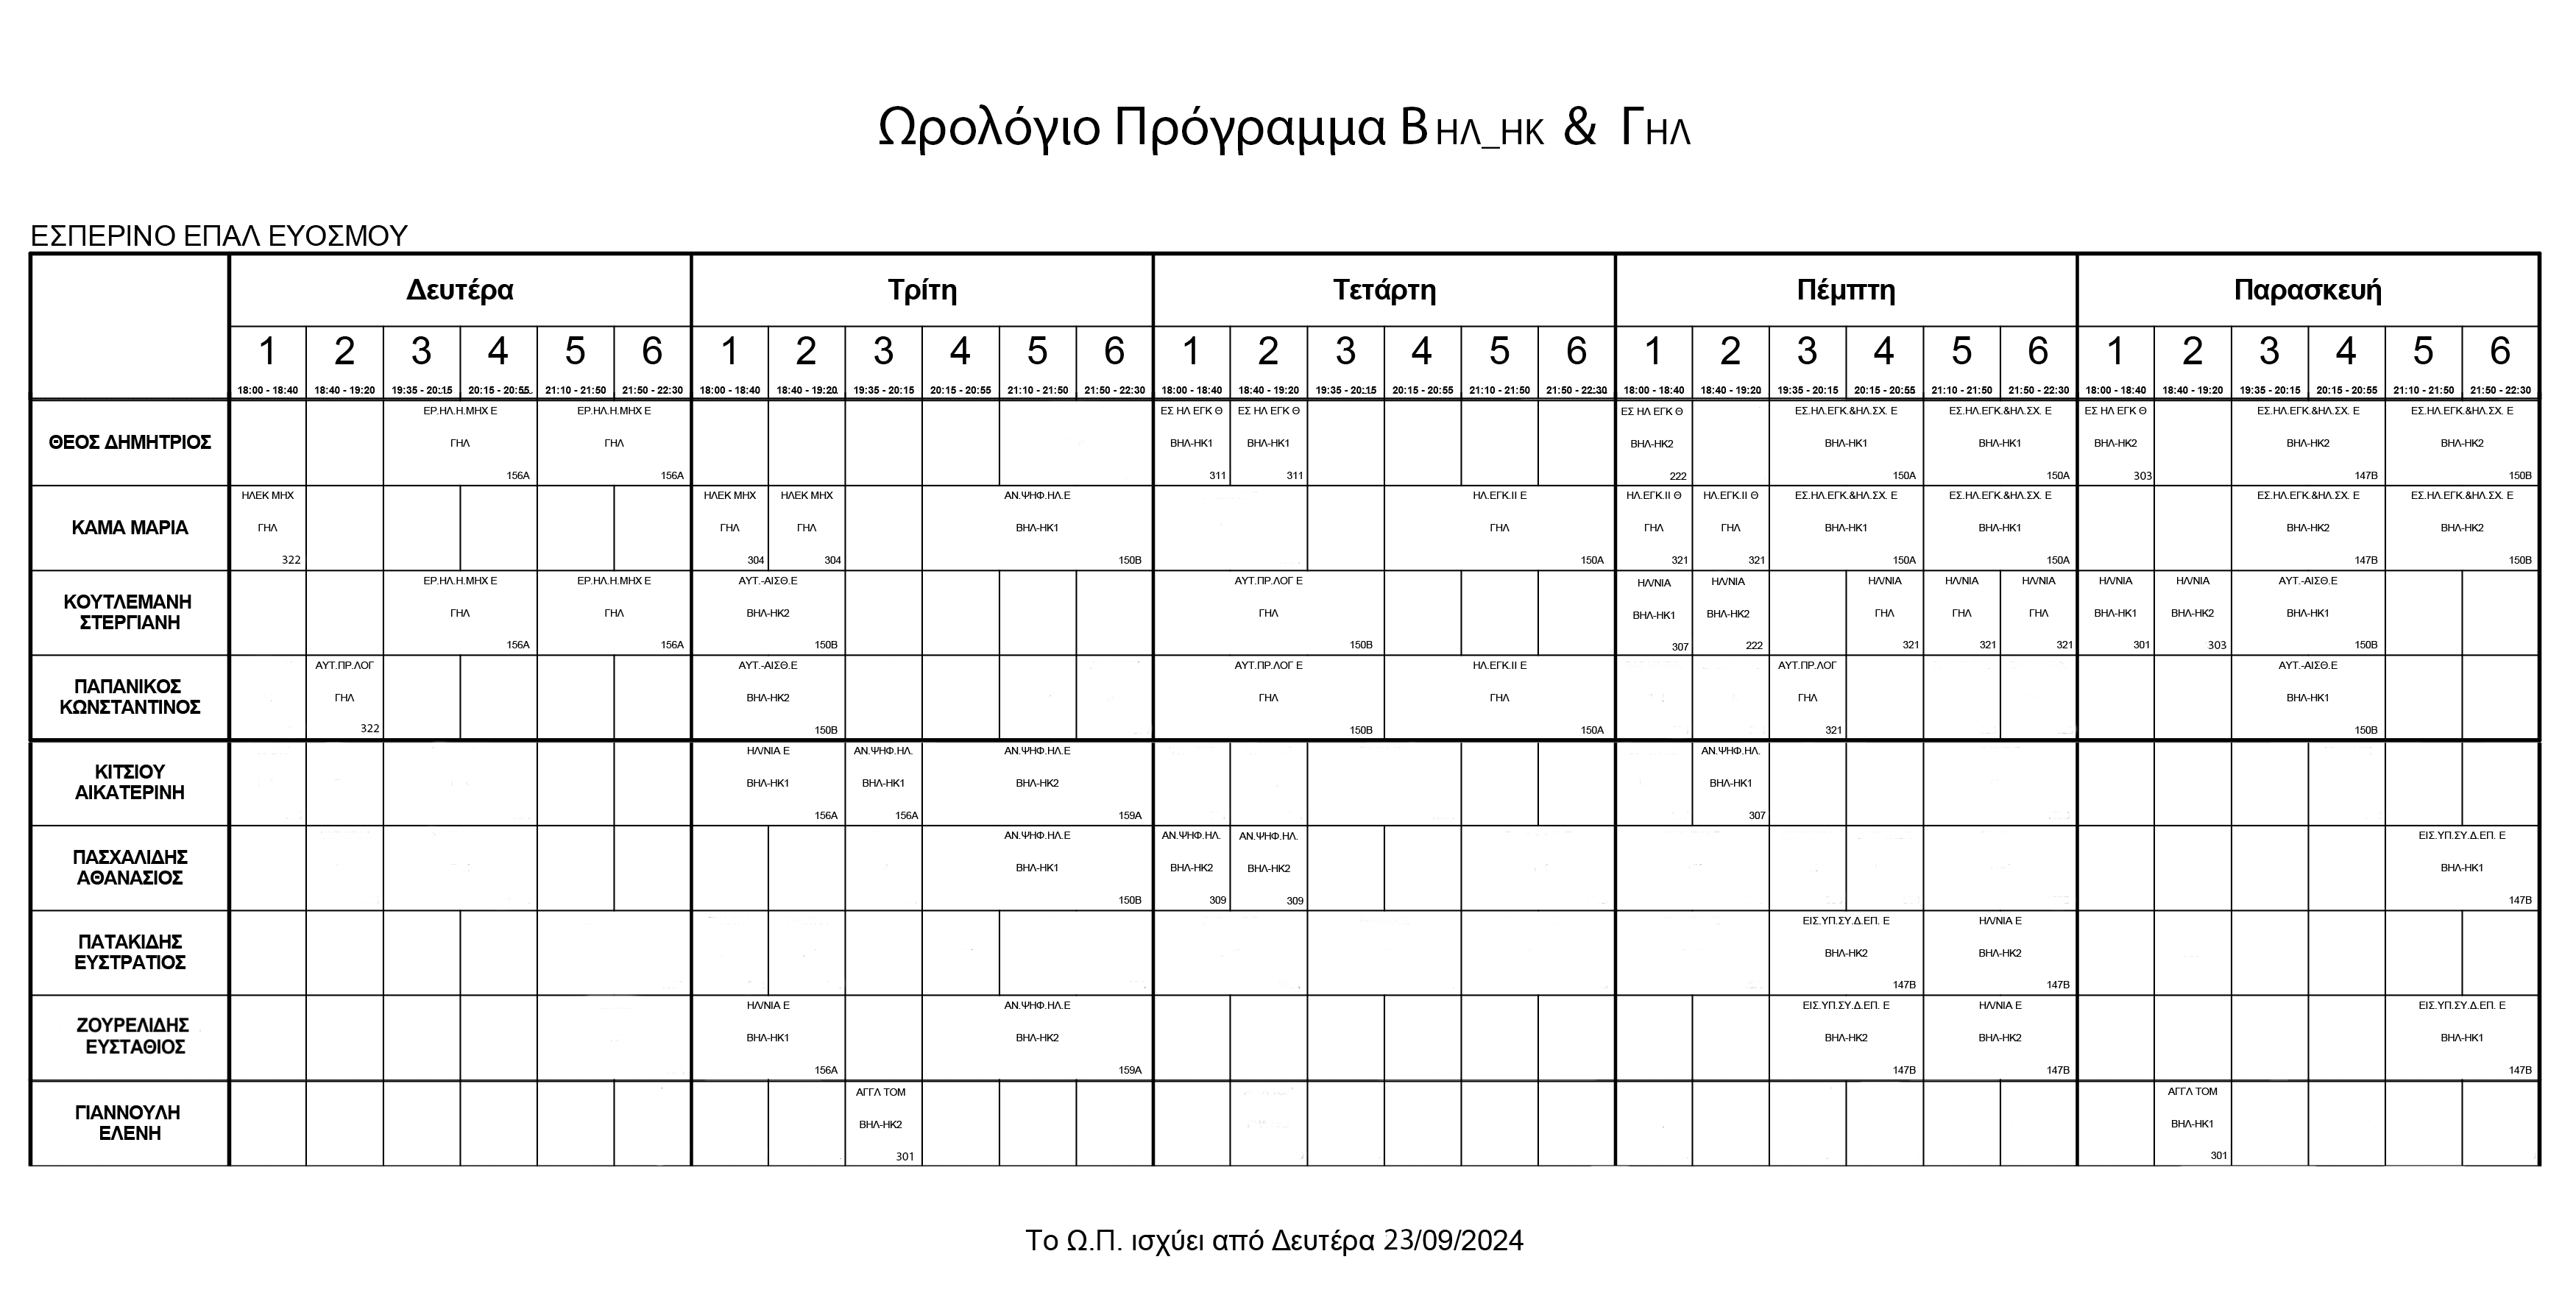 Ωρολόγιο Πρόγραμμα Β ΗΛ_ΗΚ & ΓΗΛ
ΕΣΠΕΡΙΝΟ ΕΠΑΛ ΕΥΟΣΜΟΥ
Δευτέρα Τρίτη Τετάρτη Πέμπτη Παρασκευή
1 2 3 4 5 6 1 2 3 4 5 6 1 2 3 4 5 6 1 2 3 4 5 6 1 2 3 4 5 6
18:00 - 18:40 18:40 - 19:20 19:35 - 20:15 20:15 - 20:55 21:10 - 21:50 21:50 - 22:30 18:00 - 18:40 18:40 - 19:20 19:35 - 20:15 20:15 - 20:55 21:10 - 21:50 21:50 - 22:30 18:00 - 18:40 18:40 - 19:20 19:35 - 20:15 20:15 - 20:55 21:10 - 21:50 21:50 - 22:30 18:00 - 18:40 18:40 - 19:20 19:35 - 20:15 20:15 - 20:55 21:10 - 21:50 21:50 - 22:30 18:00 - 18:40 18:40 - 19:20 19:35 - 20:15 20:15 - 20:55 21:10 - 21:50 21:50 - 22:30
ΕΡ.ΗΛ.Η.ΜΗΧ Ε ΕΡ.ΗΛ.Η.ΜΗΧ Ε ΕΣ ΗΛ ΕΓΚ Θ ΕΣ ΗΛ ΕΓΚ Θ ΕΣ ΗΛ ΕΓΚ Θ ΕΣ.ΗΛ.ΕΓΚ.&ΗΛ.ΣΧ. Ε ΕΣ.ΗΛ.ΕΓΚ.&ΗΛ.ΣΧ. Ε ΕΣ ΗΛ ΕΓΚ Θ ΕΣ.ΗΛ.ΕΓΚ.&ΗΛ.ΣΧ. Ε ΕΣ.ΗΛ.ΕΓΚ.&ΗΛ.ΣΧ. Ε
ΘΕΟΣ ΔΗΜΗΤΡΙΟΣ ΓΗΛ ΓΗΛ ΒΗΛ-ΗΚ1 ΒΗΛ-ΗΚ1 ΒΗΛ-ΗΚ2 ΒΗΛ-ΗΚ1 ΒΗΛ-ΗΚ1 ΒΗΛ-ΗΚ2 ΒΗΛ-ΗΚ2 ΒΗΛ-ΗΚ2
156Α 156Α 311 311 222 150Α 150Α 303 147Β 150Β
ΗΛΕΚ ΜΗΧ ΗΛΕΚ ΜΗΧ ΗΛΕΚ ΜΗΧ ΑΝ.ΨΗΦ.ΗΛ.Ε ΗΛ.ΕΓΚ.ΙΙ Ε ΗΛ.ΕΓΚ.ΙΙ Θ ΗΛ.ΕΓΚ.ΙΙ Θ ΕΣ.ΗΛ.ΕΓΚ.&ΗΛ.ΣΧ. Ε ΕΣ.ΗΛ.ΕΓΚ.&ΗΛ.ΣΧ. Ε ΕΣ.ΗΛ.ΕΓΚ.&ΗΛ.ΣΧ. Ε ΕΣ.ΗΛ.ΕΓΚ.&ΗΛ.ΣΧ. Ε
ΚΑΜΑ ΜΑΡΙΑ ΓΗΛ ΓΗΛ ΓΗΛ ΒΗΛ-ΗΚ1 ΓΗΛ ΓΗΛ ΓΗΛ ΒΗΛ-ΗΚ1 ΒΗΛ-ΗΚ1 ΒΗΛ-ΗΚ2 ΒΗΛ-ΗΚ2
322 304 304 150Β 150Α 321 321 150Α 150Α 147Β 150Β
ΕΡ.ΗΛ.Η.ΜΗΧ Ε ΕΡ.ΗΛ.Η.ΜΗΧ Ε ΑΥΤ.-ΑΙΣΘ.Ε ΑΥΤ.ΠΡ.ΛΟΓ Ε ΗΛ/ΝΙΑ ΗΛ/ΝΙΑ ΗΛ/ΝΙΑ ΗΛ/ΝΙΑ ΗΛ/ΝΙΑ ΗΛ/ΝΙΑ ΗΛ/ΝΙΑ ΑΥΤ.-ΑΙΣΘ.Ε
ΚΟΥΤΛΕΜΑΝΗ
ΣΤΕΡΓΙΑΝΗ ΓΗΛ ΓΗΛ ΒΗΛ-ΗΚ2 ΓΗΛ ΒΗΛ-ΗΚ1 ΒΗΛ-ΗΚ2 ΓΗΛ ΓΗΛ ΓΗΛ ΒΗΛ-ΗΚ1 ΒΗΛ-ΗΚ2 ΒΗΛ-ΗΚ1
156Α 156Α 150Β 150Β 307 222 321 321 321 301 303 150Β
ΑΥΤ.ΠΡ.ΛΟΓ ΑΥΤ.-ΑΙΣΘ.Ε ΑΥΤ.ΠΡ.ΛΟΓ Ε ΗΛ.ΕΓΚ.ΙΙ Ε ΑΥΤ.ΠΡ.ΛΟΓ ΑΥΤ.-ΑΙΣΘ.Ε
ΠΑΠΑΝΙΚΟΣ
ΚΩΝΣΤΑΝΤΙΝΟΣ ΓΗΛ ΒΗΛ-ΗΚ2 ΓΗΛ ΓΗΛ ΓΗΛ ΒΗΛ-ΗΚ1
322 150Β 150Β 150Α 321 150Β
ΗΛ/ΝΙΑ Ε ΑΝ.ΨΗΦ.ΗΛ. ΑΝ.ΨΗΦ.ΗΛ.Ε ΑΝ.ΨΗΦ.ΗΛ.
ΚΙΤΣΙΟΥ
ΑΙΚΑΤΕΡΙΝΗ ΒΗΛ-ΗΚ1 ΒΗΛ-ΗΚ1 ΒΗΛ-ΗΚ2 ΒΗΛ-ΗΚ1
156Α 156Α 159Α 307
ΑΝ.ΨΗΦ.ΗΛ.Ε ΑΝ.ΨΗΦ.ΗΛ. ΑΝ.ΨΗΦ.ΗΛ. ΕΙΣ.ΥΠ.ΣΥ.Δ.ΕΠ. Ε
ΠΑΣΧΑΛΙΔΗΣ
ΑΘΑΝΑΣΙΟΣ ΒΗΛ-ΗΚ1 ΒΗΛ-ΗΚ2 ΒΗΛ-ΗΚ2 ΒΗΛ-ΗΚ1
150Β 309 309 147Β
ΕΙΣ.ΥΠ.ΣΥ.Δ.ΕΠ. Ε ΗΛ/ΝΙΑ Ε
ΠΑΤΑΚΙΔΗΣ
ΕΥΣΤΡΑΤΙΟΣ ΒΗΛ-ΗΚ2 ΒΗΛ-ΗΚ2
147Β 147Β
ΗΛ/ΝΙΑ Ε ΑΝ.ΨΗΦ.ΗΛ.Ε ΕΙΣ.ΥΠ.ΣΥ.Δ.ΕΠ. Ε ΗΛ/ΝΙΑ Ε ΕΙΣ.ΥΠ.ΣΥ.Δ.ΕΠ. Ε
ΖΟΥΡΕΛΙΔΗΣ
ΕΥΣΤΑΘΙΟΣ ΒΗΛ-ΗΚ1 ΒΗΛ-ΗΚ2 ΒΗΛ-ΗΚ2 ΒΗΛ-ΗΚ2 ΒΗΛ-ΗΚ1
156Α 159Α 147Β 147Β 147Β
ΑΓΓΛ ΤΟΜ ΑΓΓΛ ΤΟΜ
ΓΙΑΝΝΟΥΛΗ
ΕΛΕΝΗ ΒΗΛ-ΗΚ2 ΒΗΛ-ΗΚ1
301 301
Το Ω.Π. ισχύει από Δευτέρα 23/09/2024